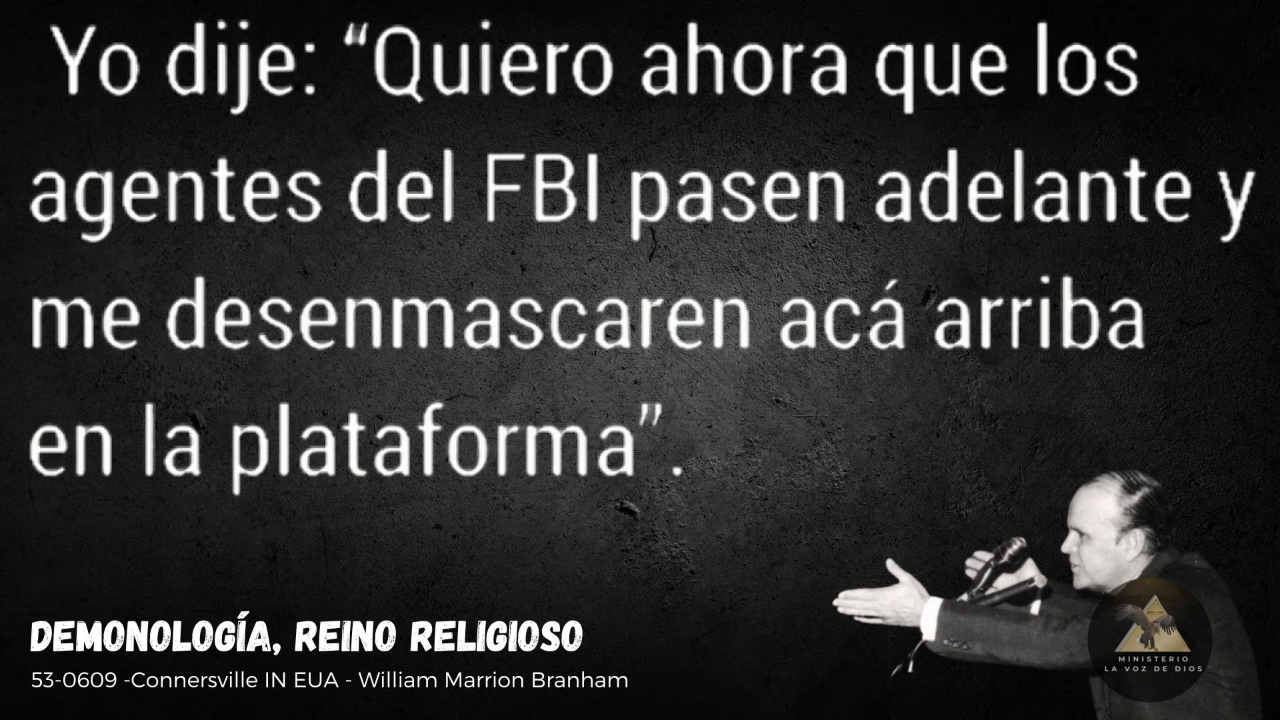 Yo dije: “Quiero ahora que los
agentes del FBI pasen adelante y
me desenmascaren acá arriba
en la plataforma”.
DEMONOLOGÍA, REINO RELIGIOSO
53-0609 -Connersville IN EUA - William Marrion Branham
MINISTERIO
LA VOZ DE DIOS